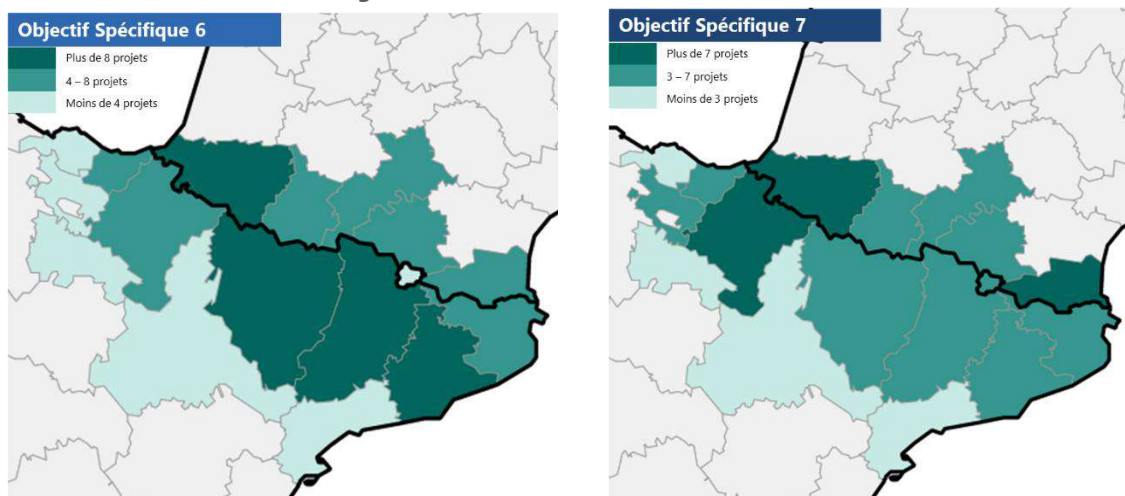 Objectif Spécifique 6
Plus de 8 projets
4 – 8 projets
Moins de 4 projets
Objectif Spécifique 7
Plus de 7 projets
3 – 7 projets
Moins de 3 projets